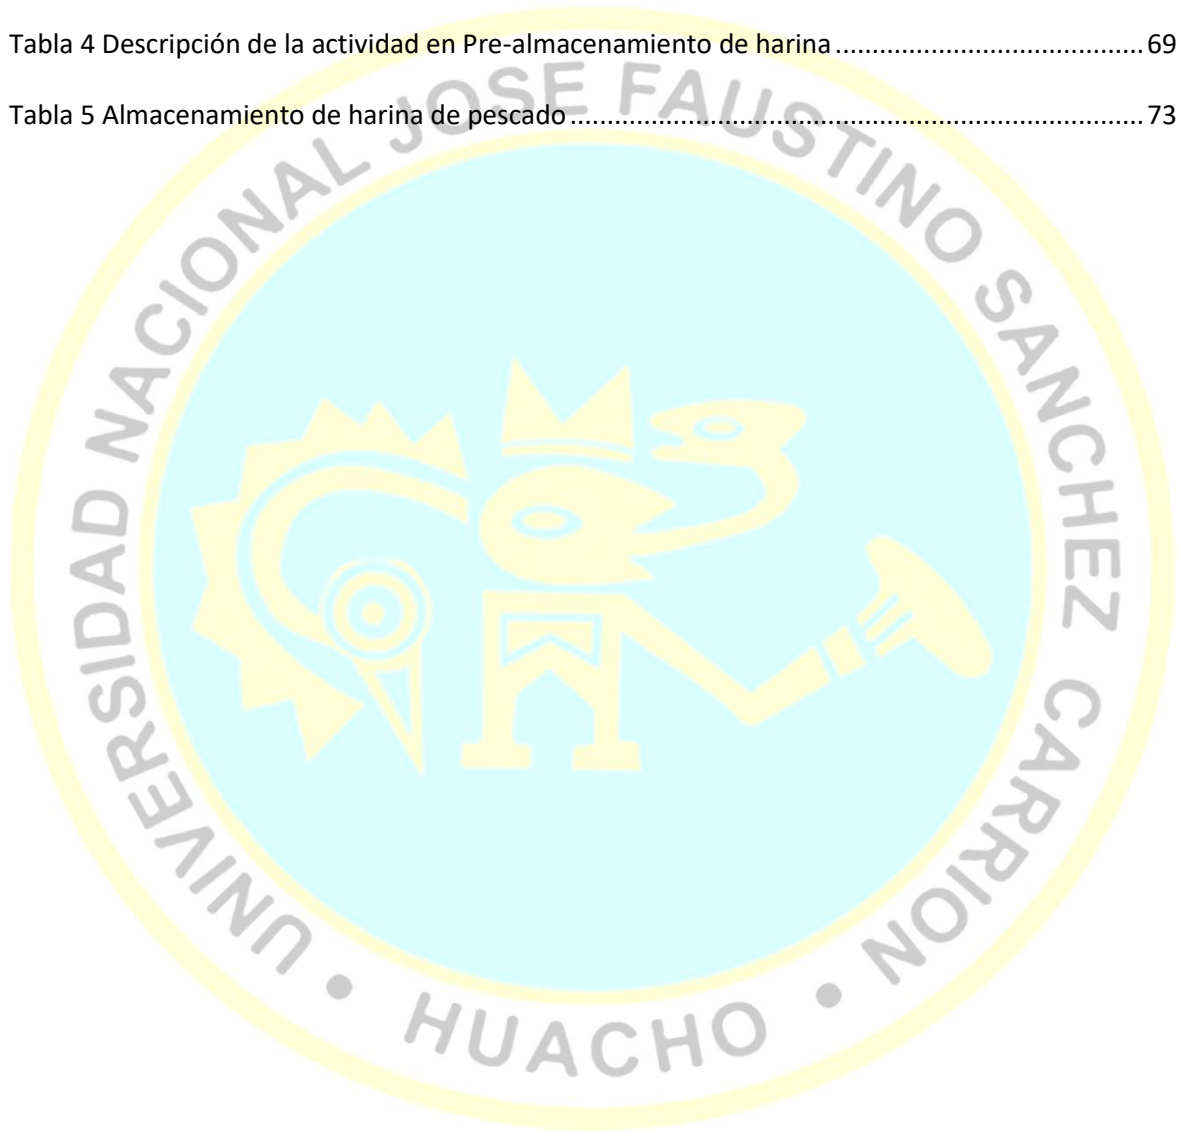 Tabla 4 Descripción de la actividad en Pre-almacenamiento de harina.......................................... 69
Tabla 5 Almacenamiento de harina de pescado.............................................................................. 73
UNIVERSIDAD NACIONAL JOSE FAUSTINO SANCHEZ CARRION
• HUACHO •